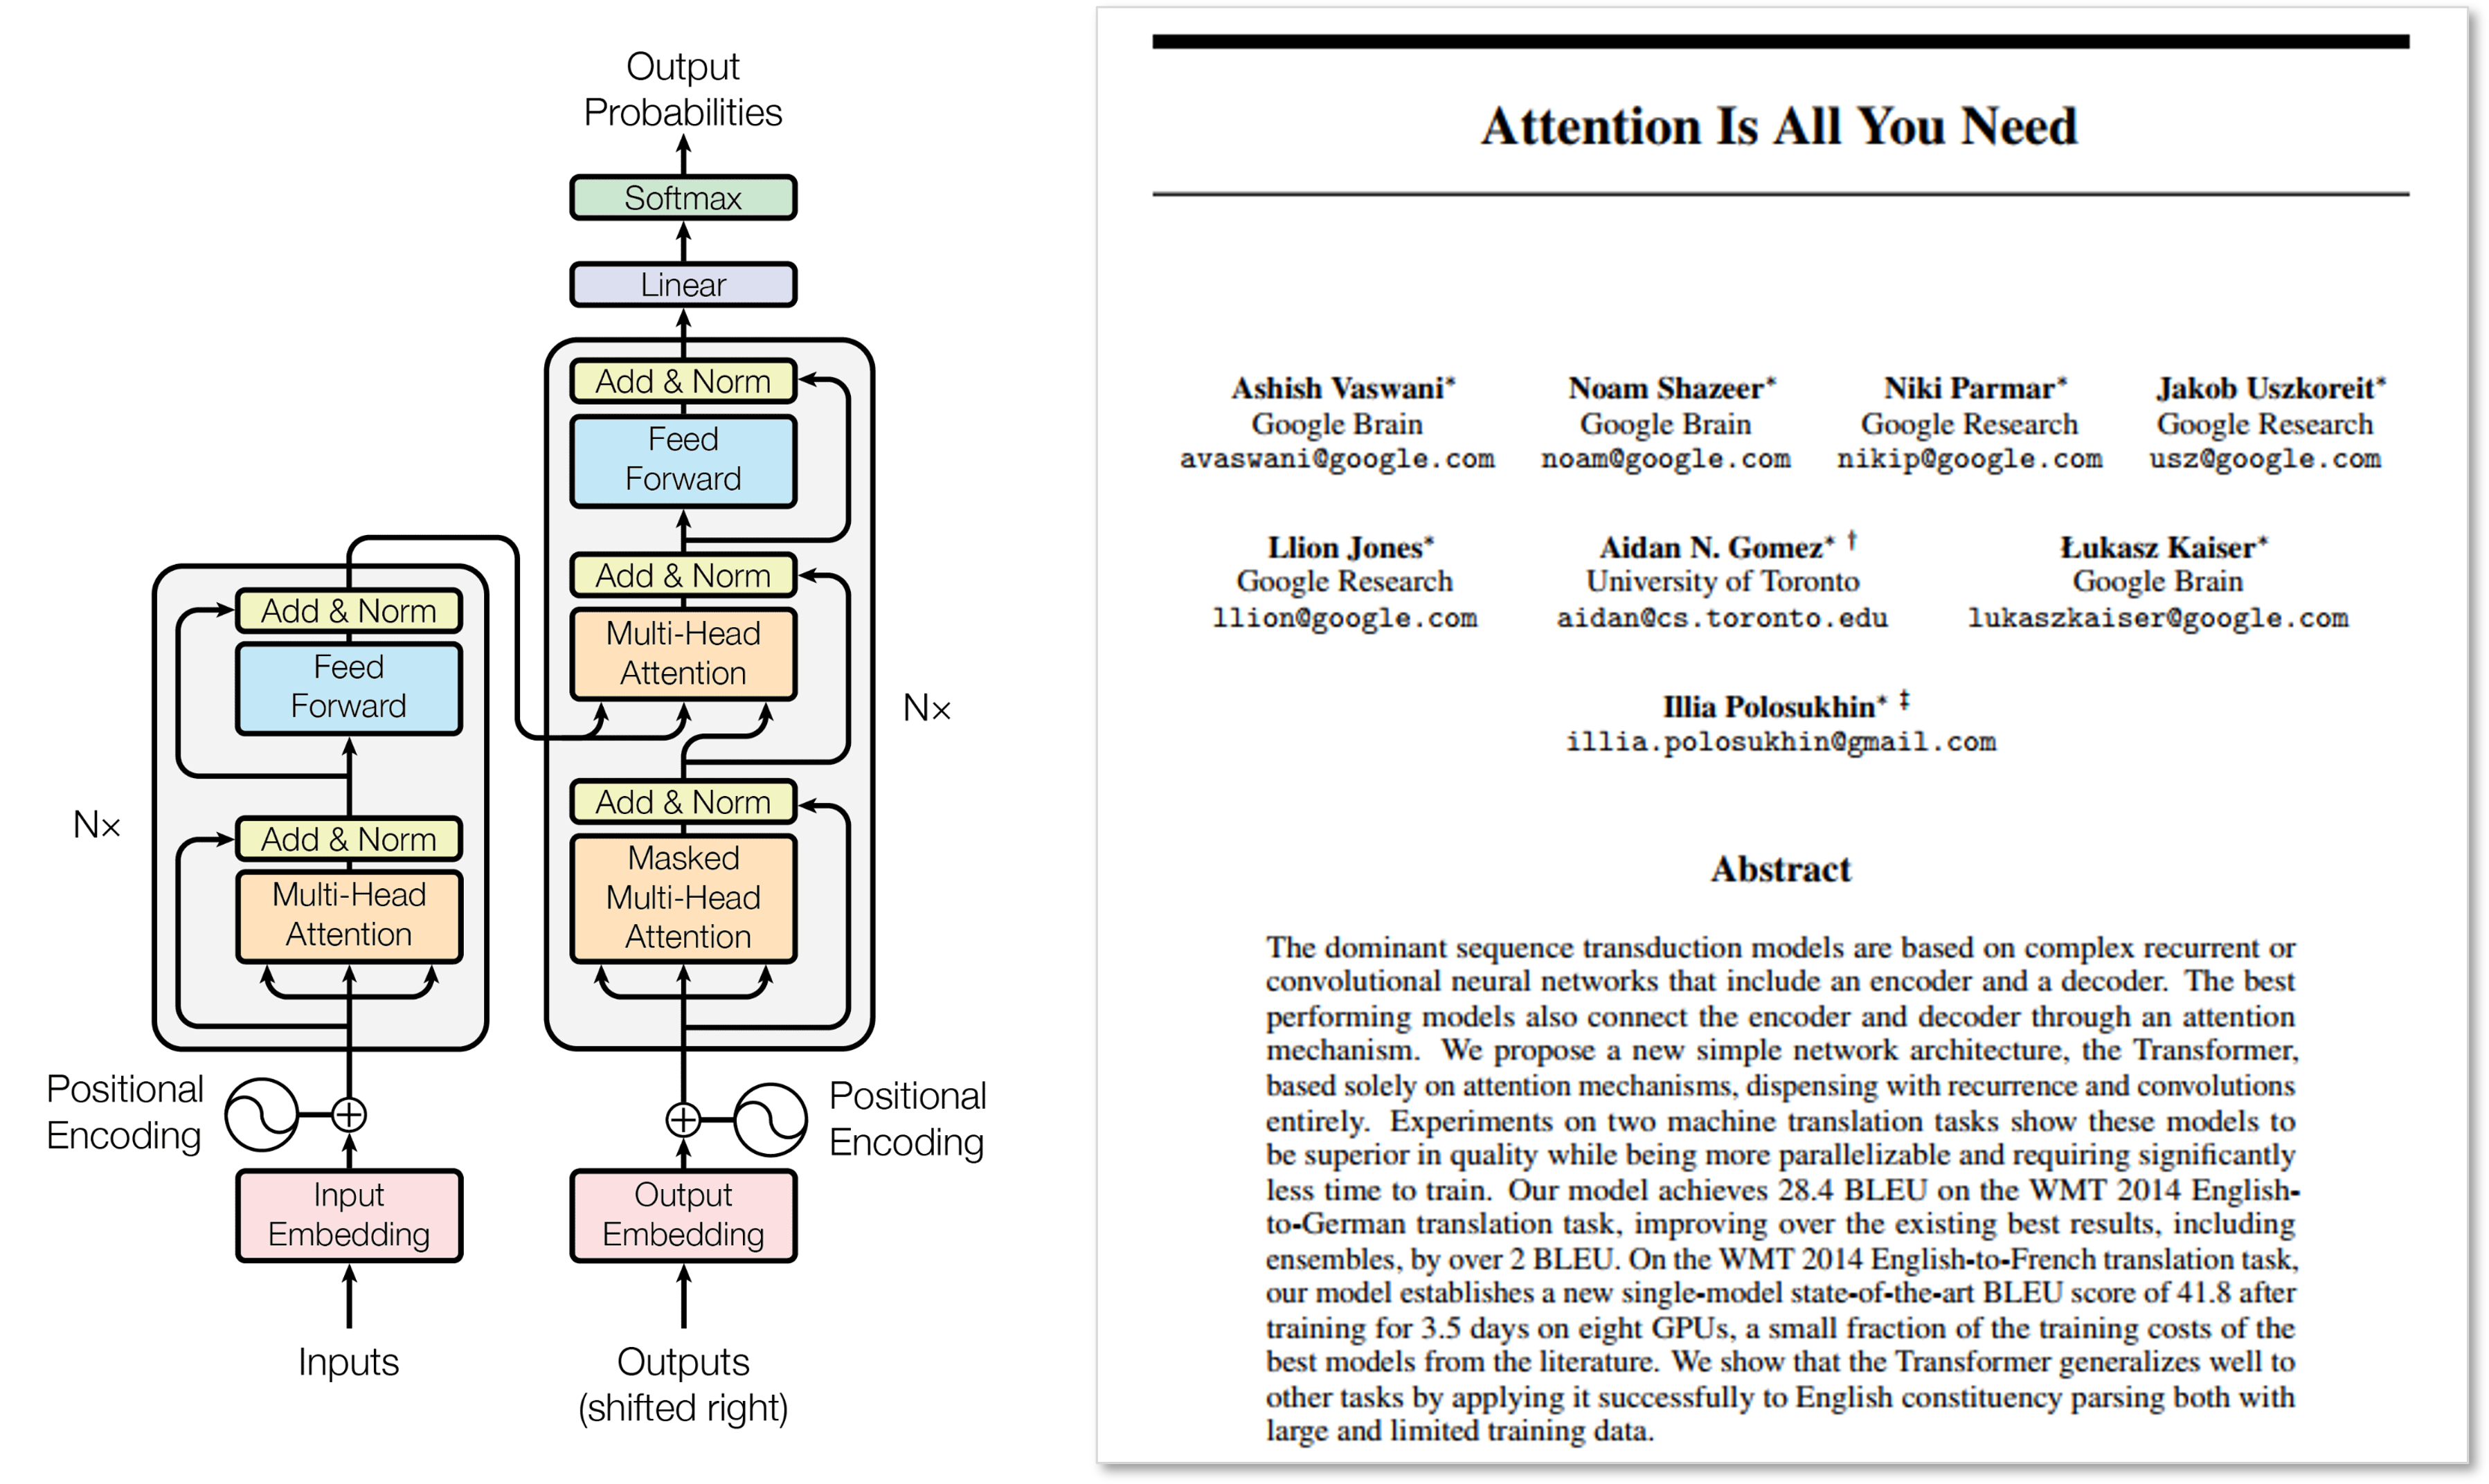 Output
Probabilities
Softmax
Linear
Add & Norm
Feed
Forward
Add & Norm
Multi-Head
Attention
Nx
Add & Norm
Masked
Multi-Head
Attention
Add & Norm
Feed
Forward
Nx
Add & Norm
Multi-Head
Attention
Positional
Encoding
Positional
Encoding
Input
Embedding
Output
Embedding
Inputs
Outputs
(shifted right)
Attention Is All You Need
Ashish Vaswani*
Google Brain
avaswani@google.com
Noam Shazeer*
Google Brain
noam@google.com
Niki Parmar*
Google Research
nikip@google.com
Jakob Uszkoreit*
Google Research
usz@google.com
Llion Jones*
Google Research
llion@google.com
Aidan N. Gomez* †
University of Toronto
aidan@cs.toronto.edu
Łukasz Kaiser*
Google Brain
lukaszkaiser@google.com
Illia Polosukhin* ‡
illia.polosukhin@gmail.com
Abstract
The dominant sequence transduction models are based on complex recurrent or
convolutional neural networks that include an encoder and a decoder. The best
performing models also connect the encoder and decoder through an attention
mechanism. We propose a new simple network architecture, the Transformer,
based solely on attention mechanisms, dispensing with recurrence and convolutions
entirely. Experiments on two machine translation tasks show these models to
be superior in quality while being more parallelizable and requiring significantly
less time to train. Our model achieves 28.4 BLEU on the WMT 2014 English-
to-German translation task, improving over the existing best results, including
ensembles, by over 2 BLEU. On the WMT 2014 English-to-French translation task,
our model establishes a new single-model state-of-the-art BLEU score of 41.8 after
training for 3.5 days on eight GPUs, a small fraction of the training costs of the
best models from the literature. We show that the Transformer generalizes well to
other tasks by applying it successfully to English constituency parsing both with
large and limited training data.